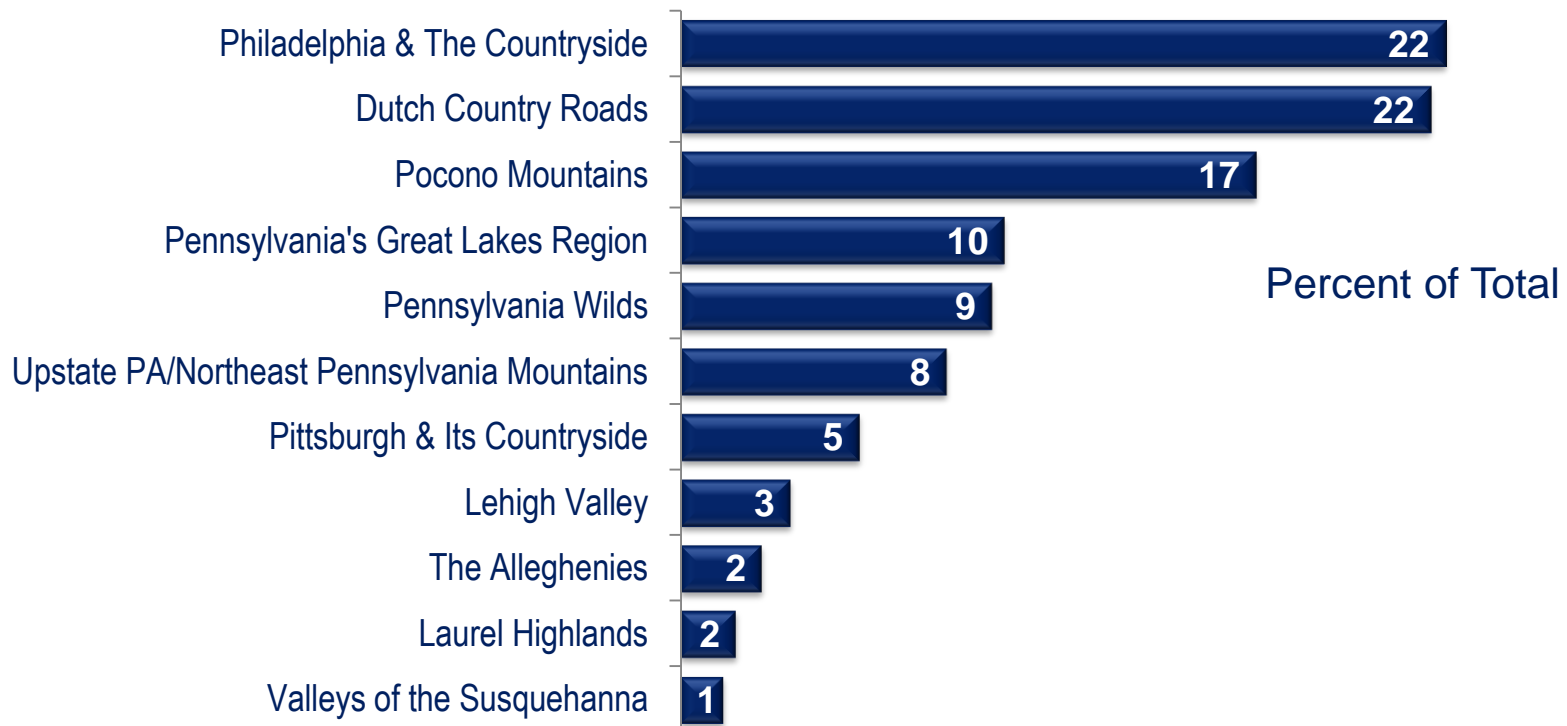 Philadelphia & The Countryside 22
Dutch Country Roads 22
Pocono Mountains 17
Pennsylvania's Great Lakes Region 10
Percent of Total
Pennsylvania Wilds 9
Upstate PA/Northeast Pennsylvania Mountains 8
Pittsburgh & Its Countryside 5
Lehigh Valley 3
The Alleghenies 2
Laurel Highlands 2
Valleys of the Susquehanna 1